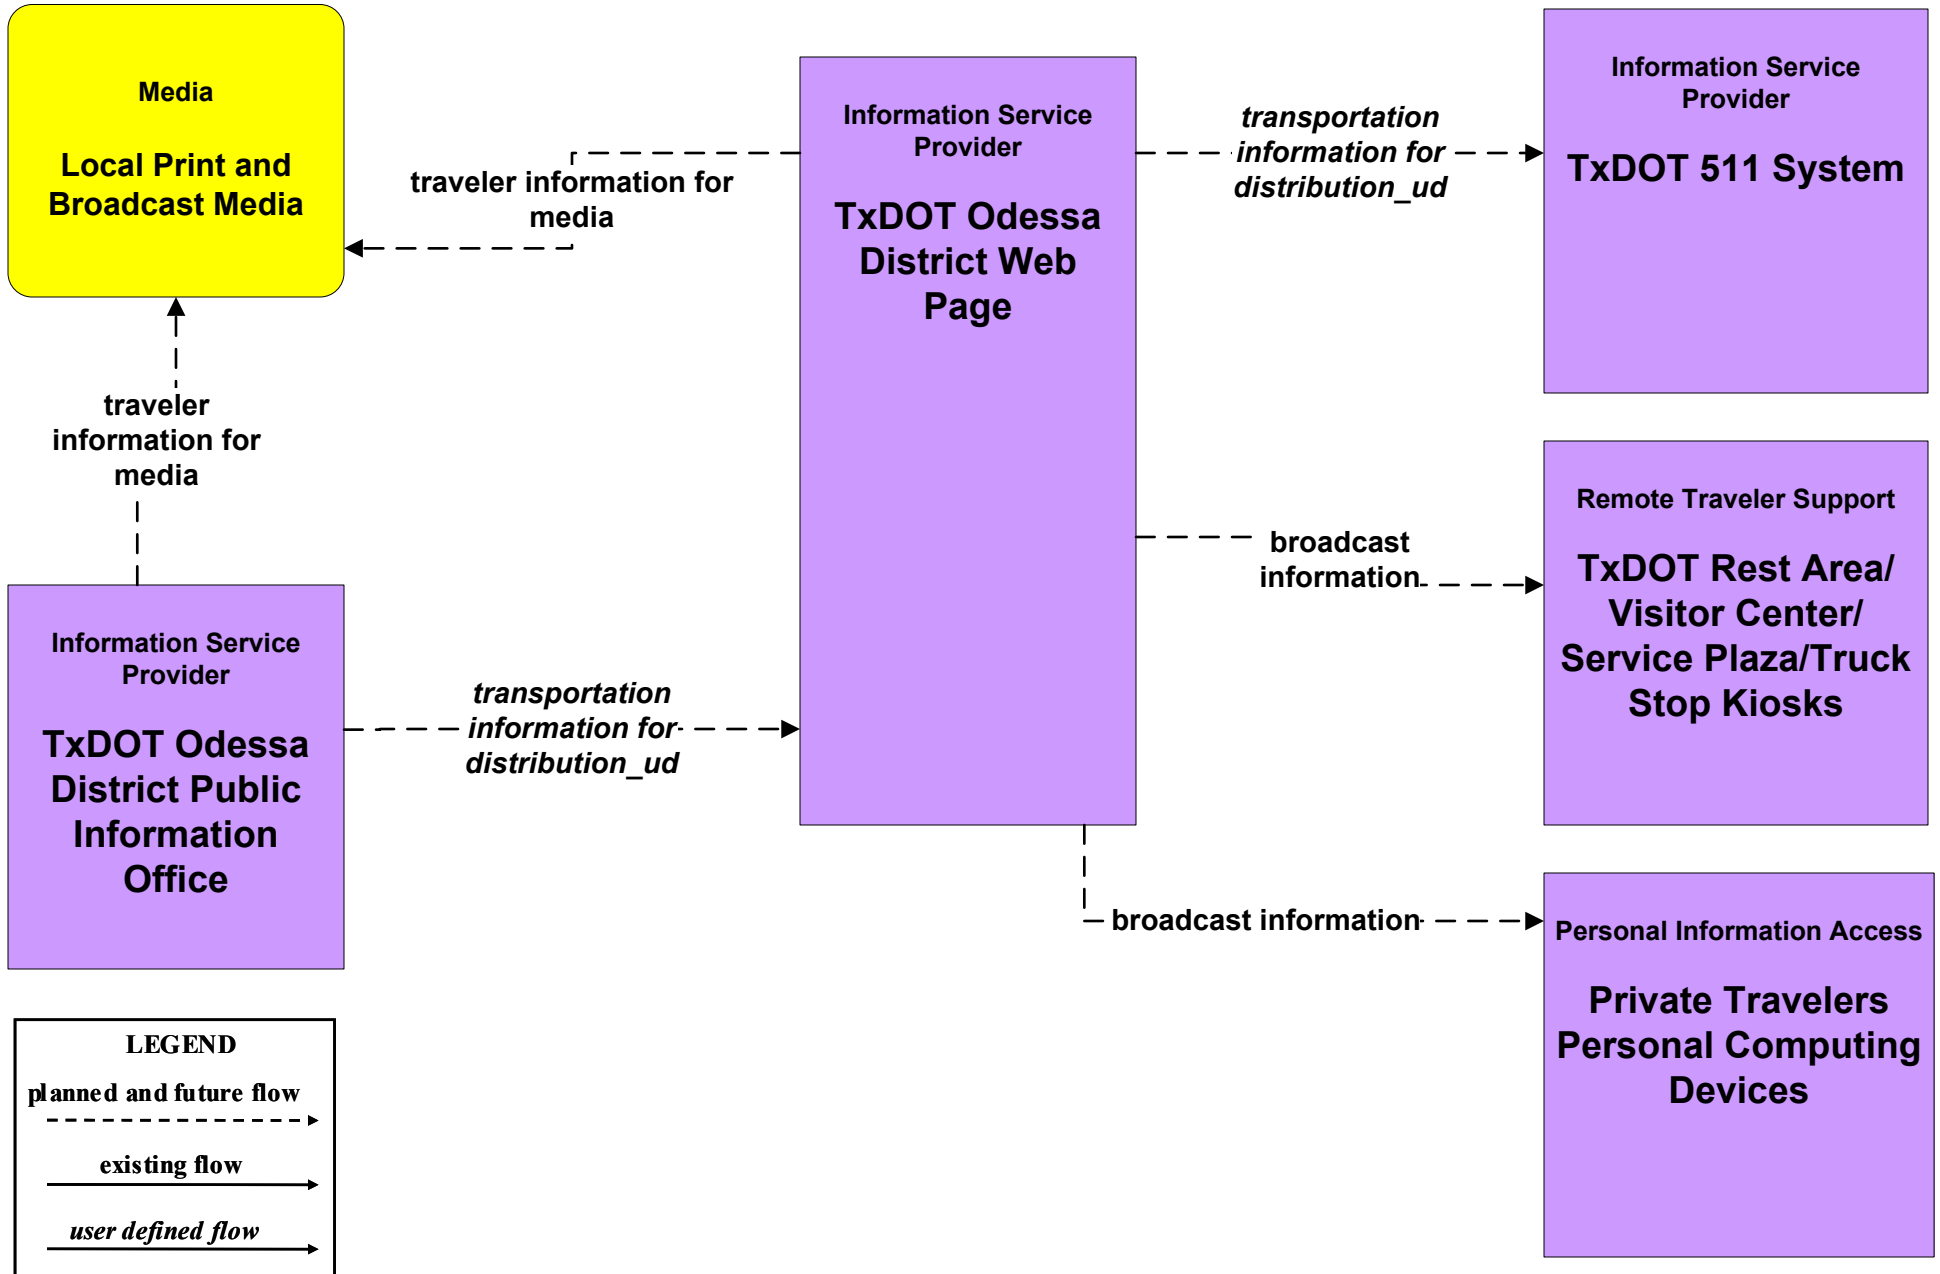 Media
Local Print and
Broadcast Media
traveler information for
media
Information Service
Provider
TxDOT Odessa
District Web
Page
transportation
information for
distribution_ud
Information Service
Provider
TxDOT 511 System
traveler
information for
media
broadcast
information
Remote Traveler Support
TxDOT Rest Area/
Visitor Center/
Service Plaza/Truck
Stop Kiosks
Information Service
Provider
TxDOT Odessa
District Public
Information
Office
transportation
information for
distribution_ud
broadcast information
Personal Information Access
Private Travelers
Personal Computing
Devices
LEGEND
planned and future flow
existing flow
user defined flow